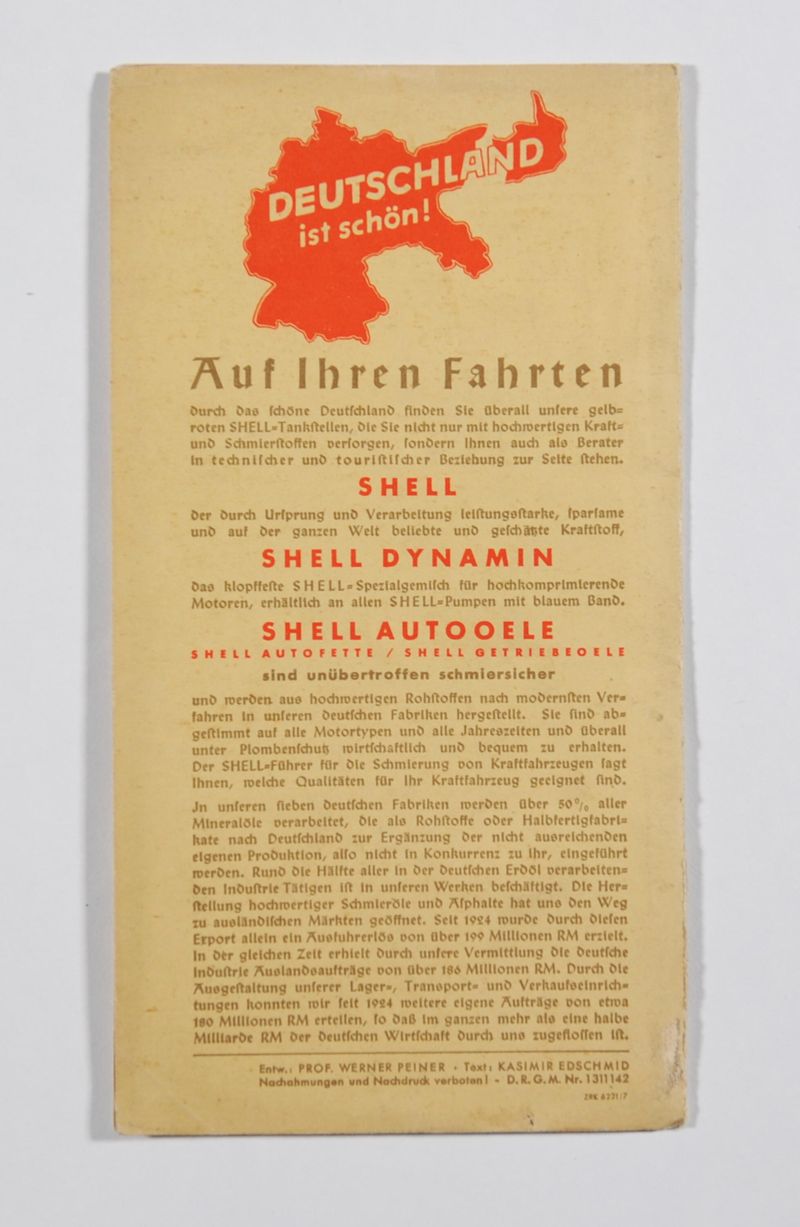 DEUTSCHLAND
ist schön!
Auf Ihren Fahrten
durch das schöne Deutschland finden Sie überall unsere gelb=
roten SHELL=Tankstellen, die Sie nicht nur mit hochwertigen Kraft=
und Schmierstoffen versorgen, sondern Ihnen auch als Berater
in technischer und touristischer Beziehung zur Seite stehen.
SHELL
der durch Ursprung und Verarbeitung leistungsstarke, sparsame
und auf der ganzen Welt beliebte und geschätzte Kraftstoff,
SHELL DYNAMIN
das klopffeste SHELL=Spezialgemisch für hochkomprimierende
Motoren, erhältlich an allen SHELL=Pumpen mit blauem Band.
SHELL AUTOOELE
SHELL AUTOFETTE / SHELL GETRIEBEOELE
sind unübertroffen schmiersicher
und werden aus hochwertigen Rohstoffen nach modernsten Ver=
fahren in unseren deutschen Fabriken hergestellt. Sie sind ab=
gestimmt auf alle Motortypen und alle Jahreszeiten und überall
unter Plombenschutz wirtschaftlich und bequem zu erhalten.
Der SHELL=Führer für die Schmierung von Kraftfahrzeugen sagt
Ihnen, welche Qualitäten für Ihr Kraftfahrzeug geeignet sind.
Jn unseren sieben deutschen Fabriken werden über 50% aller
Mineralöle verarbeitet, die als Rohstoffe oder Halbfertigfabri=
kate nach Deutschland zur Ergänzung der nicht ausreichenden
eigenen Produktion, also nicht in Konkurrenz zu ihr, eingeführt
werden. Rund die Hälfte aller in der deutschen Erdöl verarbeiten=
den Industrie Tätigen ist in unseren Werken beschäftigt. Die Her=
stellung hochwertiger Schmieröle und Asphalte hat uns den Weg
zu ausländischen Märkten geöffnet. Seit 1924 wurde durch diesen
Export allein ein Ausfuhrerlös von über 199 Millionen RM erzielt.
In der gleichen Zeit erhielt durch unsere Vermittlung die deutsche
Industrie Auslandsaufträge von über 186 Millionen RM. Durch die
Ausgestaltung unserer Lager=, Transport= und Verkaufseinrich=
tungen konnten wir seit 1924 weitere eigene Aufträge von etwa
180 Millionen RM erteilen, so daß im ganzen mehr als eine halbe
Milliarde RM der deutschen Wirtschaft durch uns zugeflossen ist.
Entw.: PROF. WERNER PEINER · Text: KASIMIR EDSCHMID
Nachahmungen und Nachdruck verboten! - D.R.G.M. Nr. 1311142